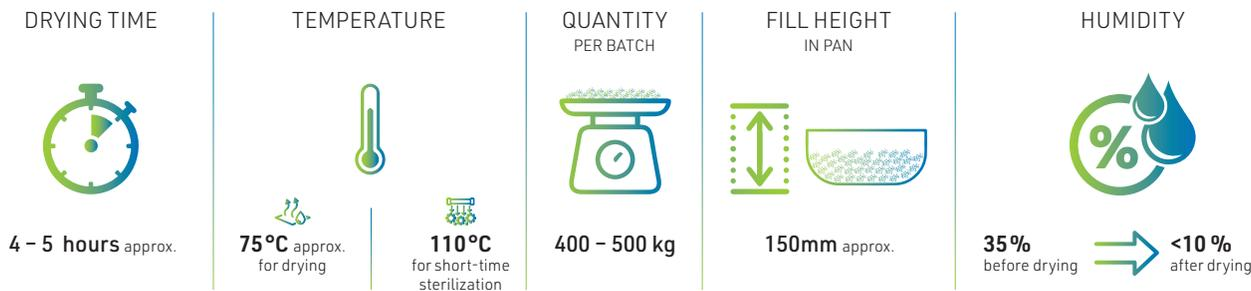 DRYING TIME
4 – 5 hours approx.
TEMPERATURE
75°C approx.
for drying
110°C
for short-time
sterilization
QUANTITY
PER BATCH
400 – 500 kg
FILL HEIGHT
IN PAN
150mm approx.
HUMIDITY
%
35%
before drying
<10 %
after drying